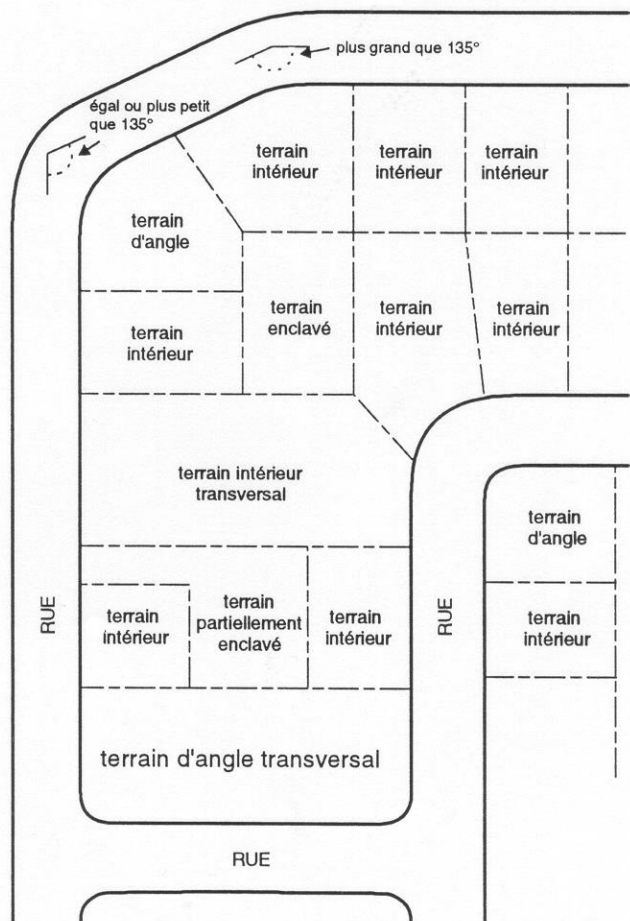 plus grand que 135°
égal ou plus petit
que 135°
terrain
intérieur
terrain
intérieur
terrain
intérieur
terrain
d'angle
terrain
intérieur
terrain
enclavé
terrain
intérieur
terrain
intérieur
terrain intérieur
transversal
terrain
d'angle
RUE
terrain
intérieur
terrain
partiellement
enclavé
terrain
intérieur
RUE
terrain
intérieur
terrain d'angle transversal
RUE